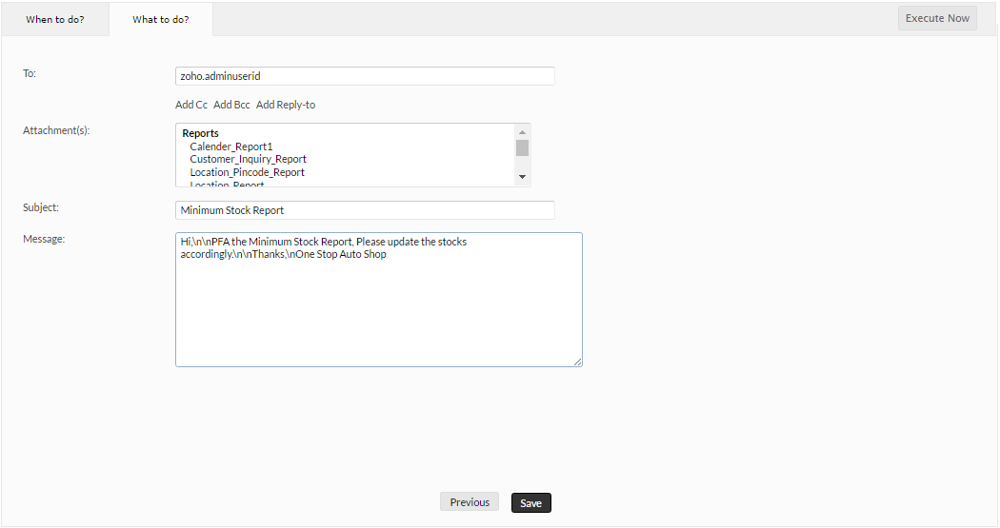 When to do?
What to do?
Execute Now
To:
zoho.adminuserid
Add Cc Add Bcc Add Reply-to
Attachment(s):
Reports
Calender_Report1
Customer_Inquiry_Report
Location_Pincode_Report
Location_Report
Subject:
Minimum Stock Report
Message:
Hi,\n\nPFA the Minimum Stock Report, Please update the stocks
accordingly.\n\nThanks,\nOne Stop Auto Shop
Previous
Save